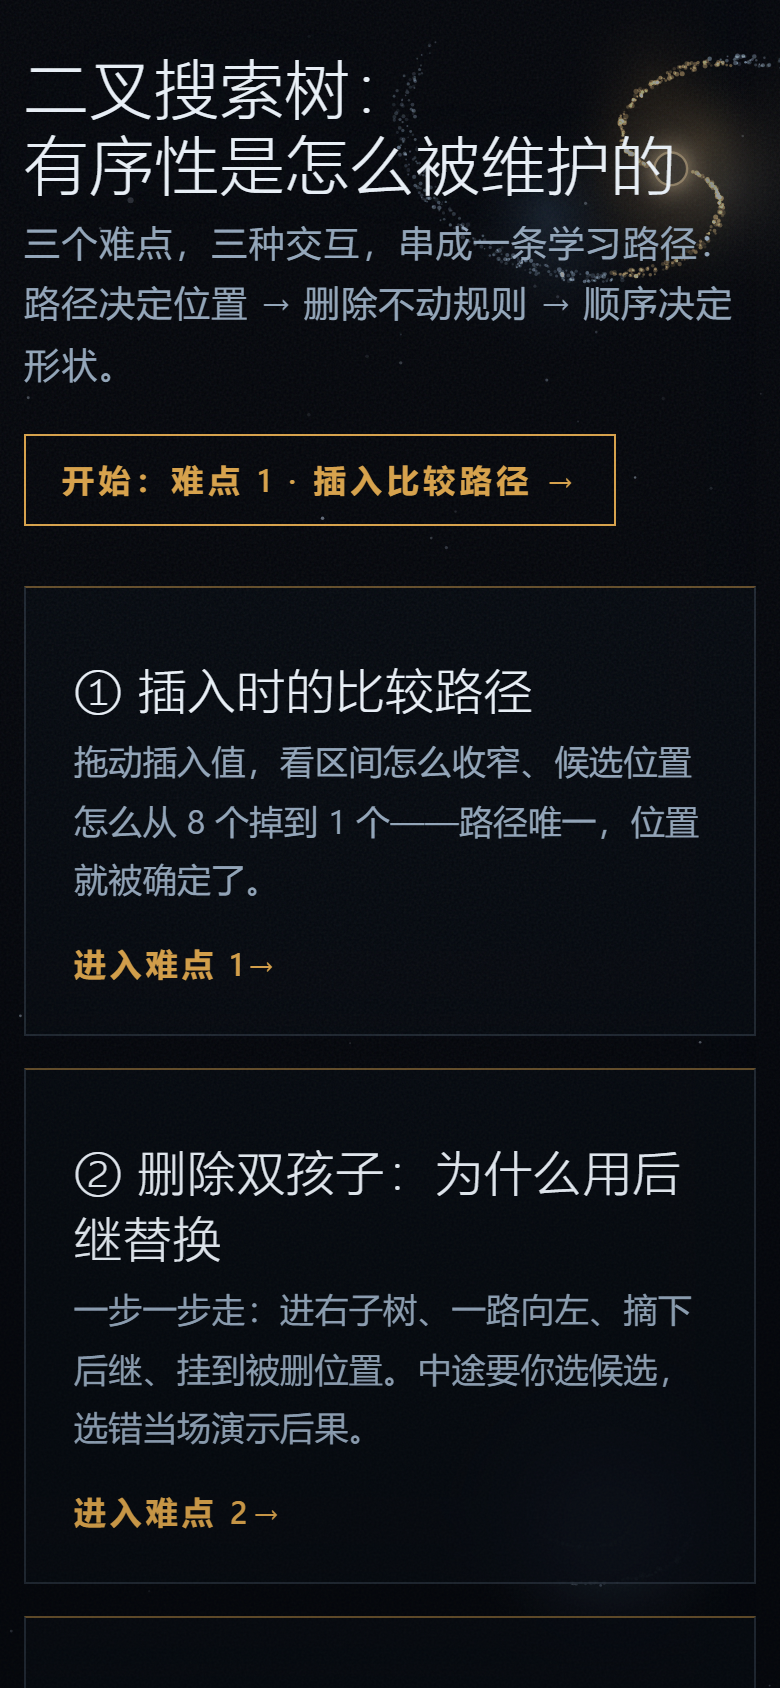 二叉搜索树：
有序性是怎么被维护的
三个难点，三种交互，串成一条学习路径.
路径决定位置 → 删除不动规则 → 顺序决定
形状。
开始：难点 1 · 插入比较路径 →
① 插入时的比较路径
拖动插入值，看区间怎么收窄、候选位置
怎么从 8 个掉到 1 个——路径唯一，位置
就被确定了。
进入难点 1→
② 删除双孩子：为什么用后
继替换
一步一步走：进右子树、一路向左、摘下
后继、挂到被删位置。中途要你选候选，
选错当场演示后果。
进入难点 2→